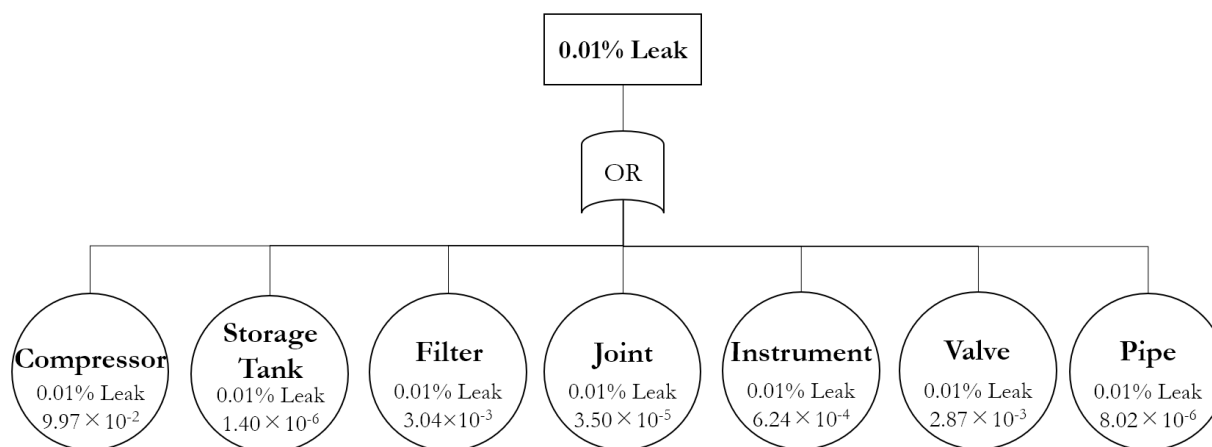 0.01% Leak
OR
Compressor
0.01% Leak
9.97 × 10⁻²
Storage
Tank
0.01% Leak
1.40 × 10⁻⁶
Filter
0.01% Leak
3.04×10⁻³
Joint
0.01% Leak
3.50 × 10⁻⁵
Instrument
0.01% Leak
6.24 × 10⁻⁴
Valve
0.01% Leak
2.87 × 10⁻³
Pipe
0.01% Leak
8.02 × 10⁻⁶